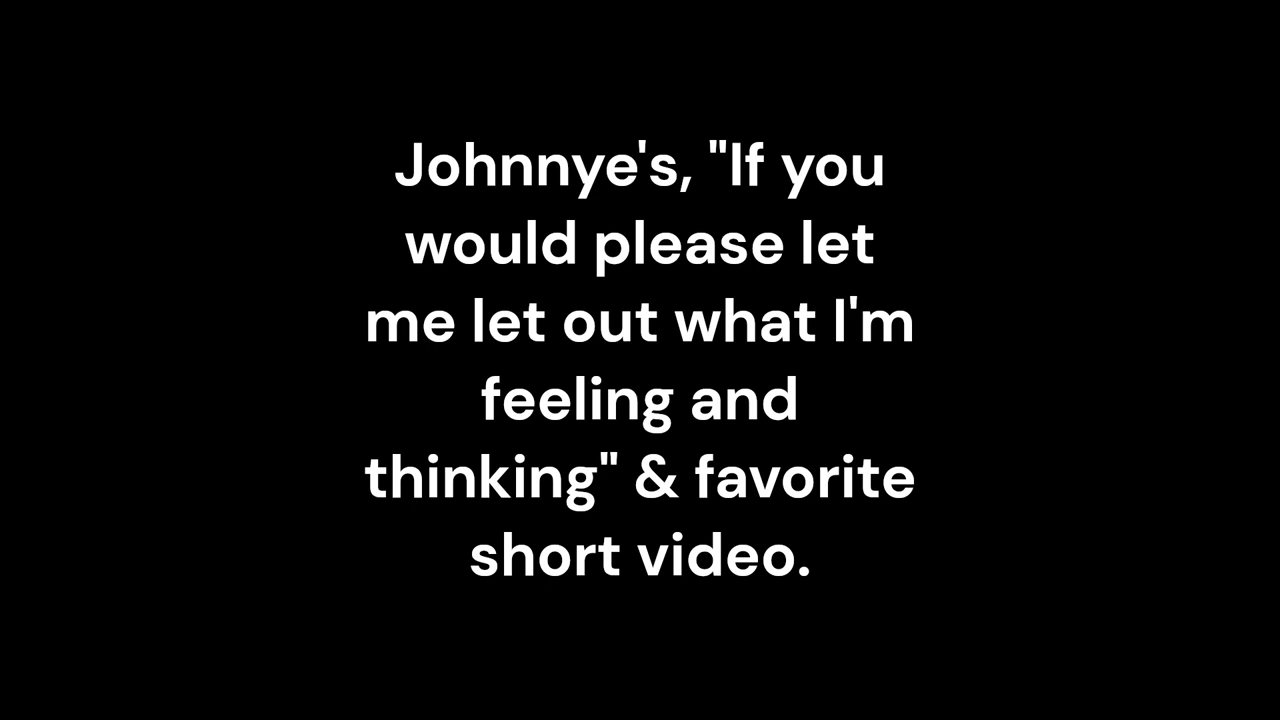 Johnnye's, "If you
would please let
me let out what I'm
feeling and
thinking" & favorite
short video.